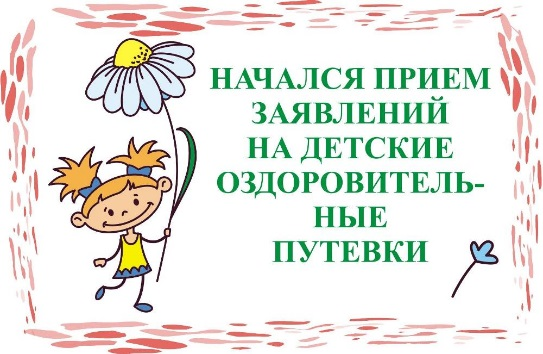 НАЧАЛСЯ ПРИЕМ
ЗАЯВЛЕНИЙ
НА ДЕТСКИЕ
ОЗДОРОВИТЕЛЬ-
НЫЕ
ПУТЕВКИ